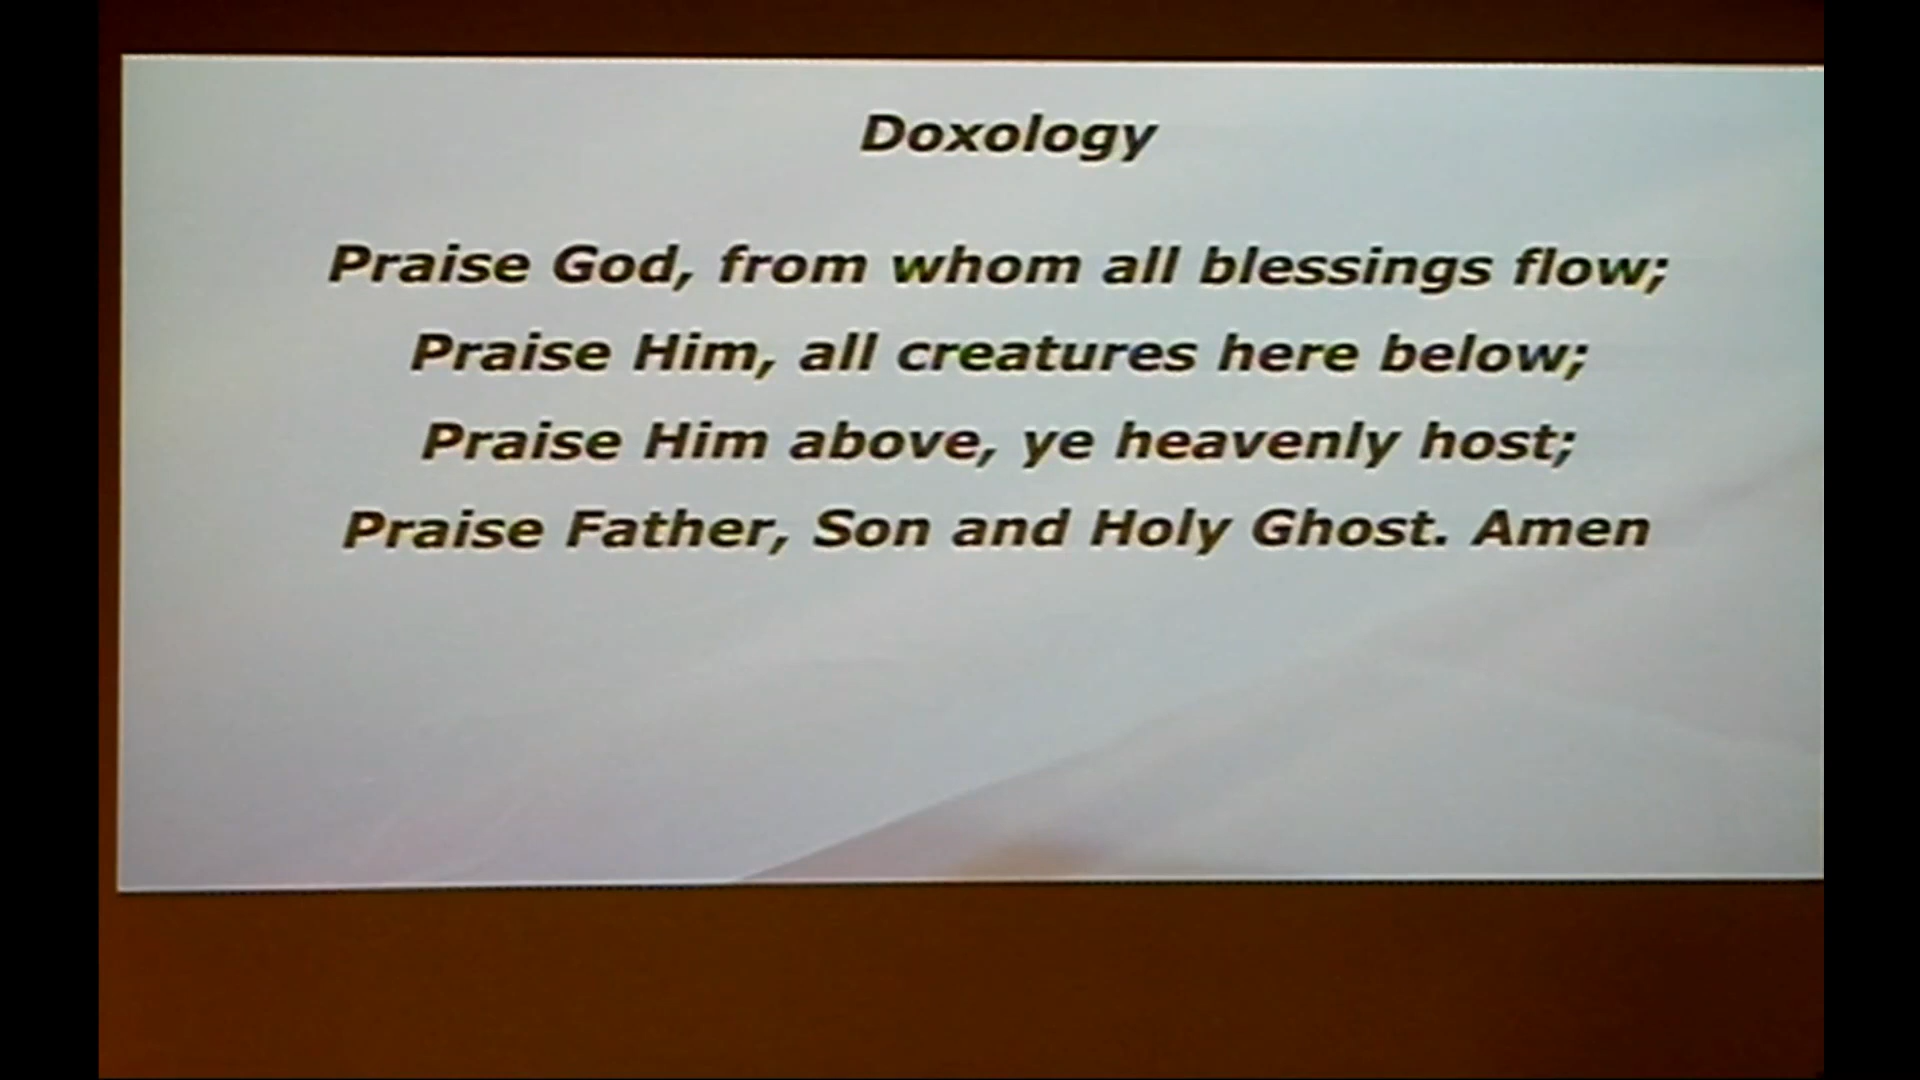 Doxology
Praise God, from whom all blessings flow;
Praise Him, all creatures here below;
Praise Him above, ye heavenly host;
Praise Father, Son and Holy Ghost. Amen